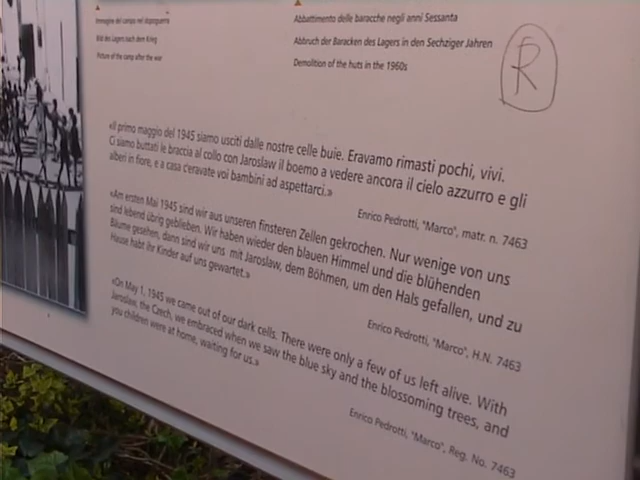 Immagine del campo nel dopoguerra
Bild des Lagers nach dem Krieg
Picture of the camp after the war
Abbattimento delle baracche negli anni Sessanta
Abbruch der Baracken des Lagers in den Sechziger Jahren
Demolition of the huts in the 1960s
R
«Il primo maggio del 1945 siamo usciti dalle nostre celle buie. Eravamo rimasti pochi, vivi.
Ci siamo buttati le braccia al collo con Jaroslaw il boemo a vedere ancora il cielo azzurro e gli
alberi in fiore, e a casa c'eravate voi bambini ad aspettarci.»
Enrico Pedrotti, "Marco", matr. n. 7463
«Am ersten Mai 1945 sind wir aus unseren finsteren Zellen gekrochen. Nur wenige von uns
sind lebend übrig geblieben. Wir haben wieder den blauen Himmel und die blühenden
Bäume gesehen, dann sind wir uns mit Jaroslaw, dem Böhmen, um den Hals gefallen, und zu
Hause habt ihr Kinder auf uns gewartet.»
Enrico Pedrotti, "Marco", H.N. 7463
«On May 1, 1945 we came out of our dark cells. There were only a few of us left alive. With
Jaroslaw, the Czech, we embraced when we saw the blue sky and the blossoming trees, and
you children were at home, waiting for us.»
Enrico Pedrotti, "Marco", Reg. No. 7463